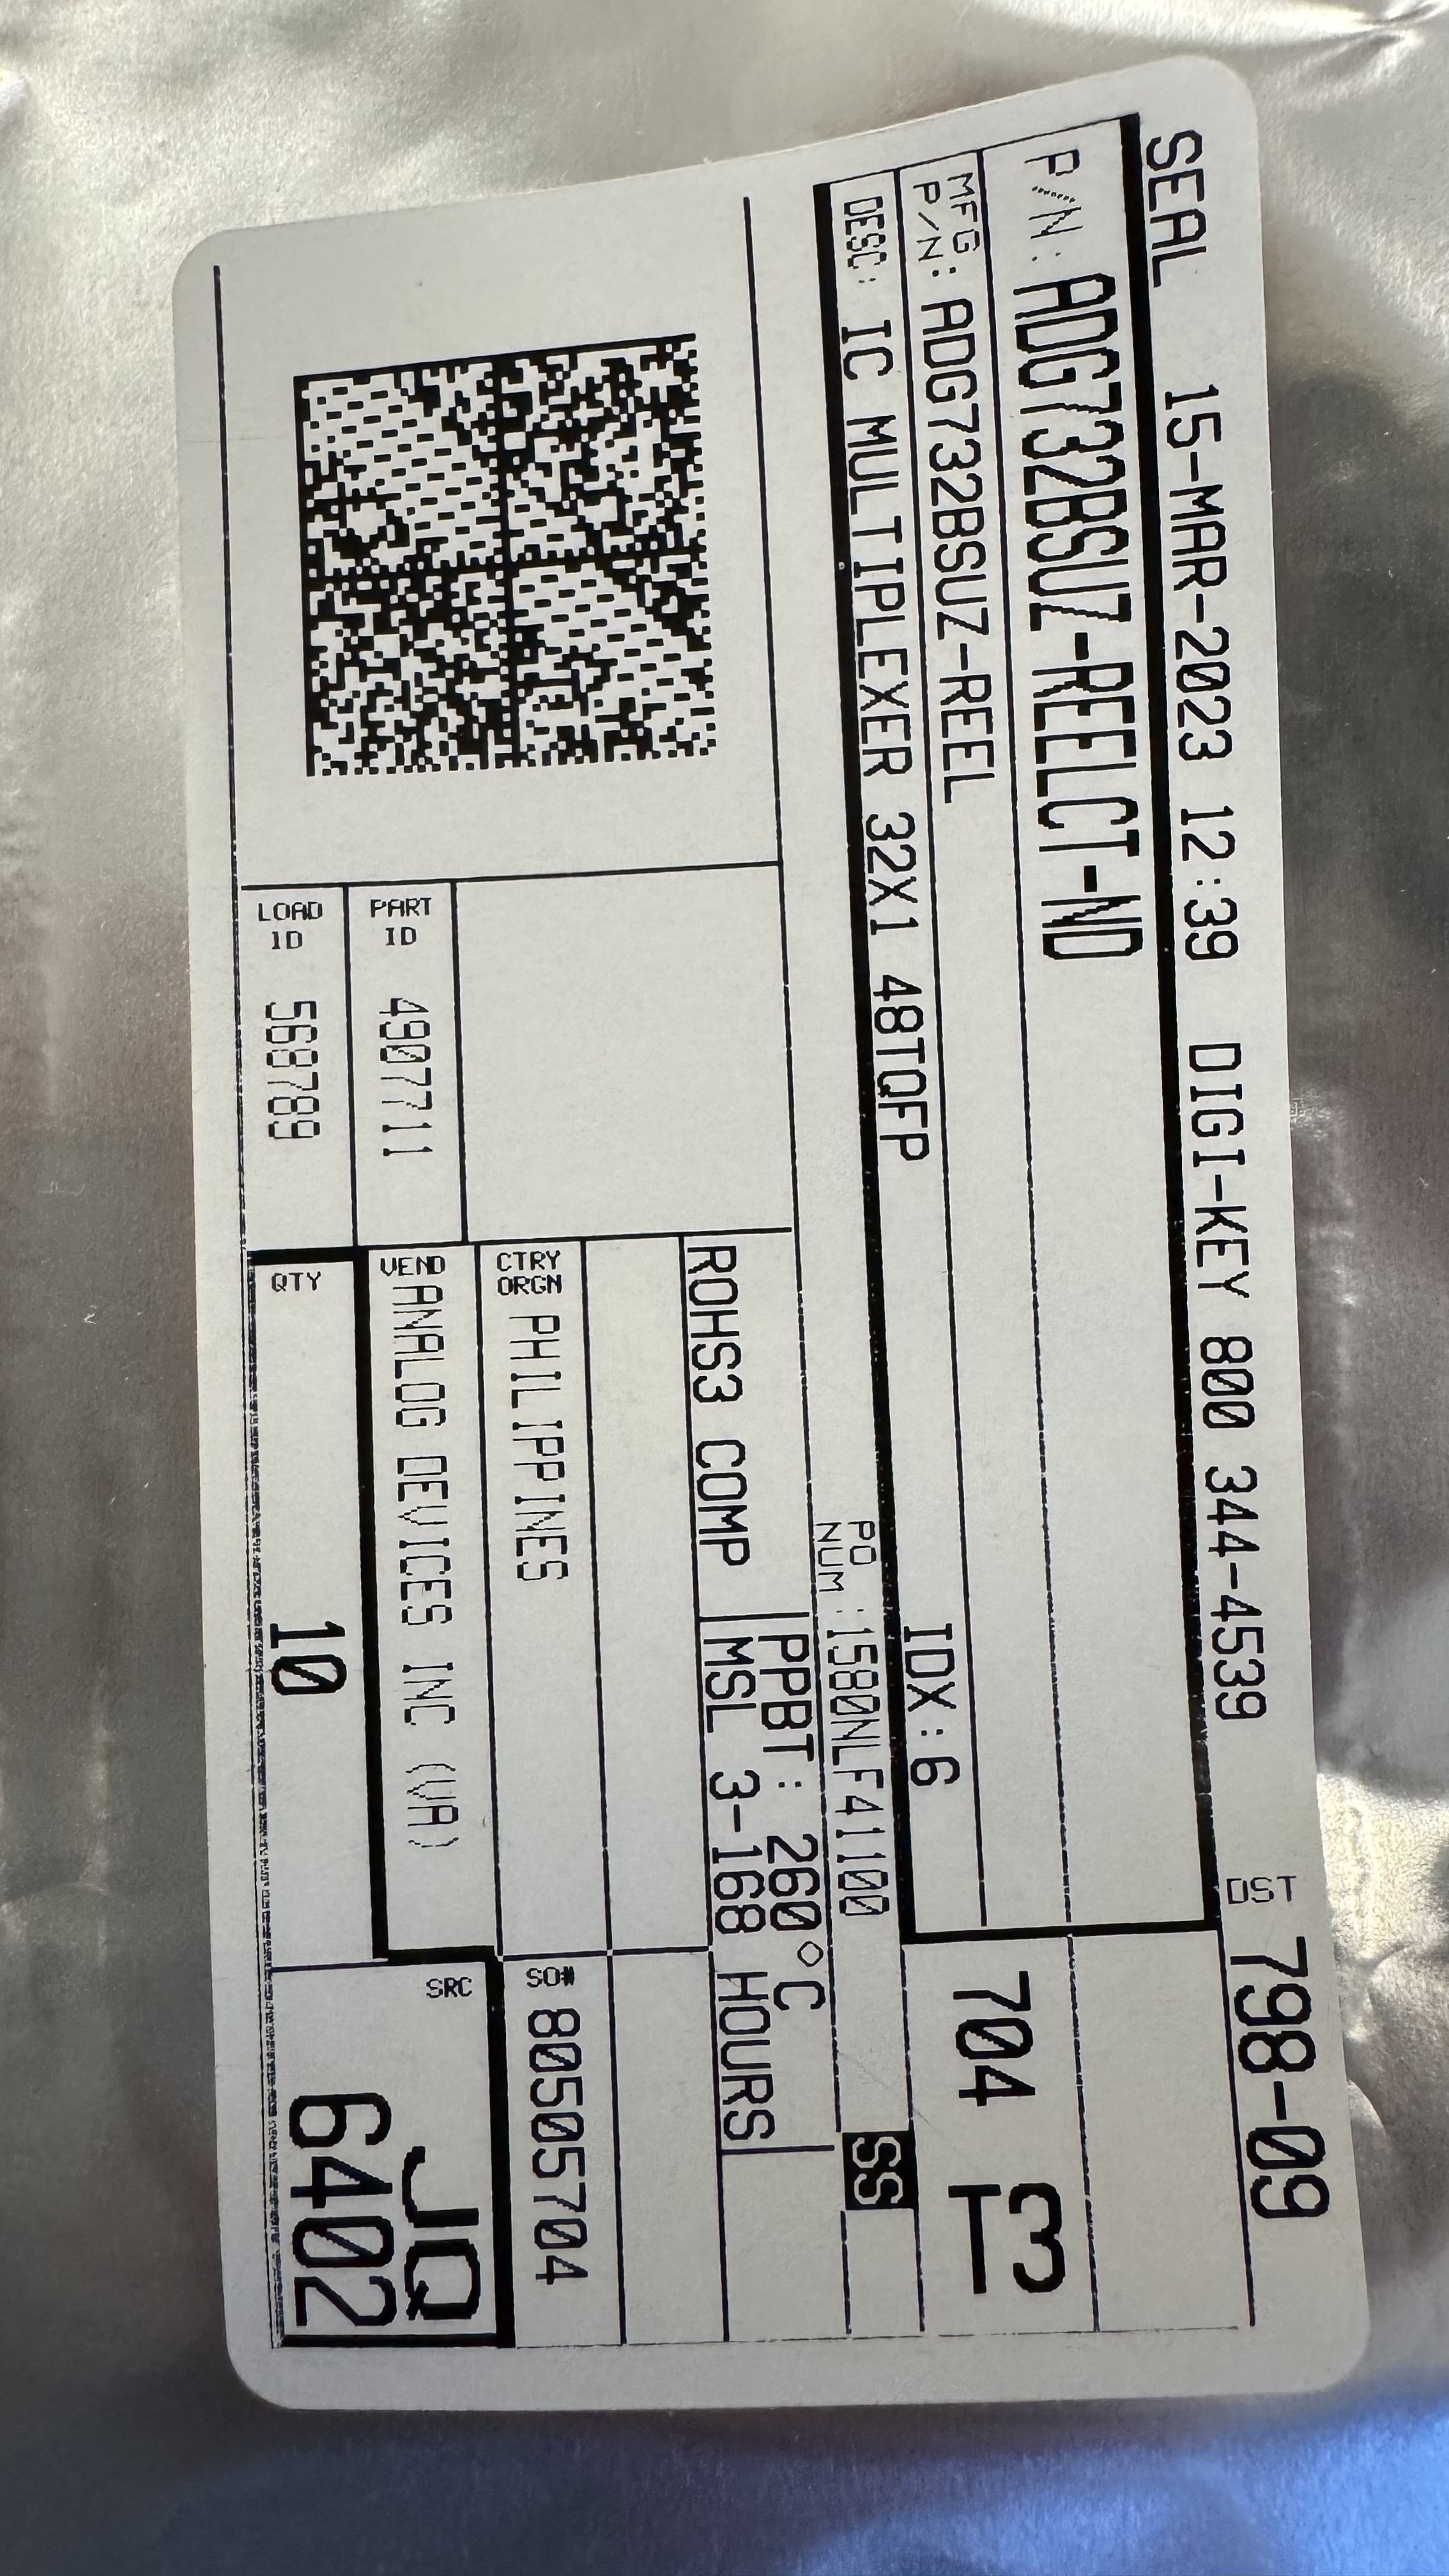 SEAL 15-MAR-2023 12:39 DIGI-KEY 800 344-4539 DST 798-09
P/N: ADG732BSUZ-REELCT-ND
MFG P/N: ADG732BSUZ-REEL
704 T3
DESC: IC MULTIPLEXER 32X1 48TQFP IDX:6
PO NUM :1580NLF41100 SS
ROHS3 COMP
PPBT: 260°C
MSL 3-168 HOURS
CTRY ORGN PHILIPPINES
SO# 80505704
PART ID 4907711
VEND ANALOG DEVICES INC (VA)
SRC JQ
6402
LOAD ID 568789
QTY 10